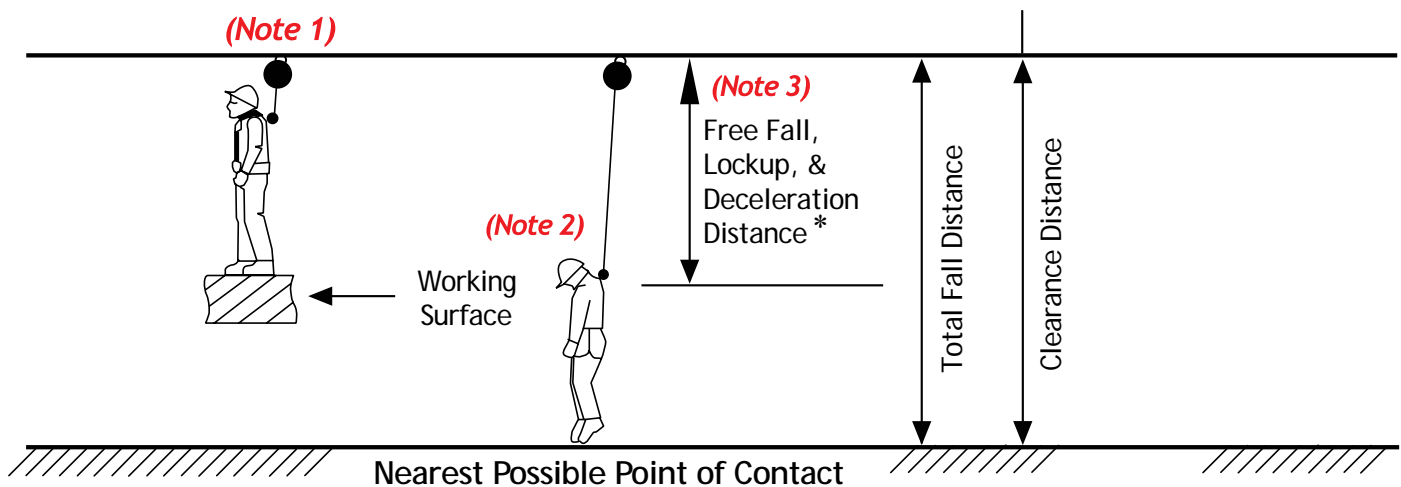 (Note 1)
(Note 3)
Free Fall,
Lockup, &
Deceleration
Distance *
(Note 2)
Working
Surface
Total Fall Distance
Clearance Distance
Nearest Possible Point of Contact